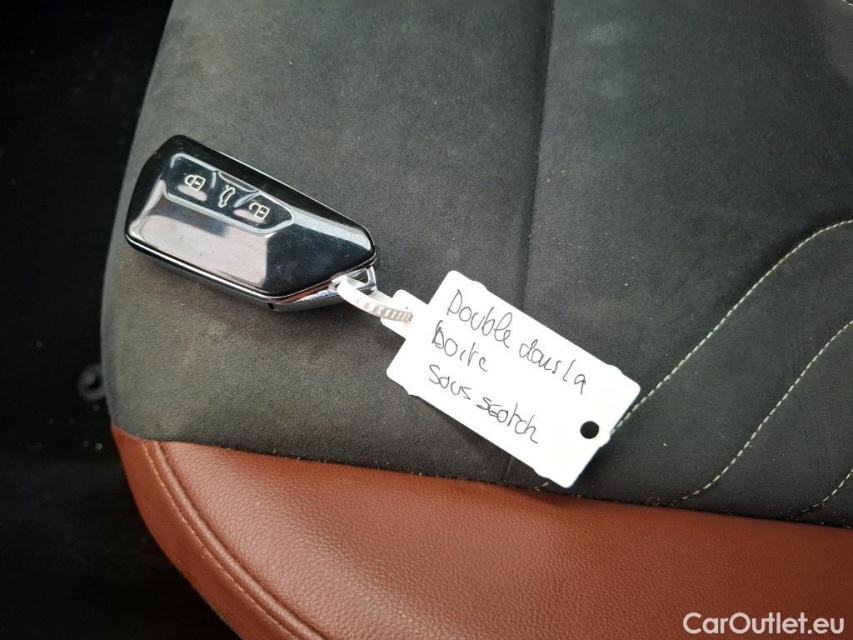 Double dans la
Boite
sous scotch
CarOutlet.eu